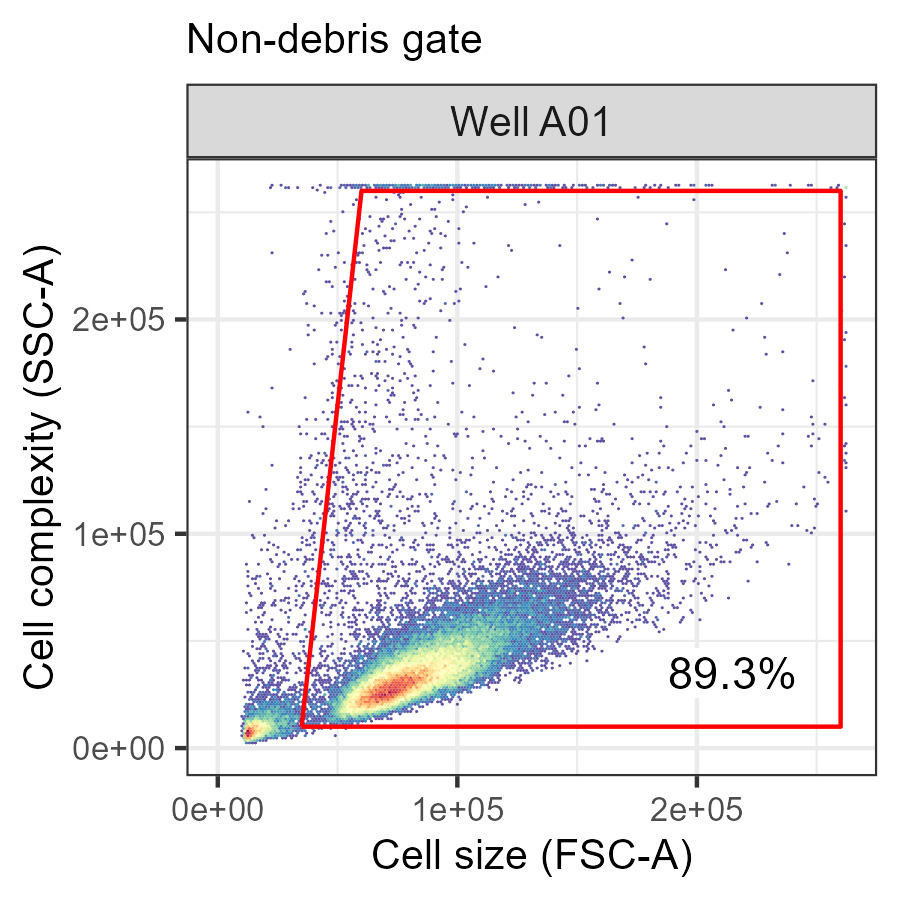 Non-debris gate
Well A01
Cell complexity (SSC-A)
2e+05
1e+05
0e+00
89.3%
0e+00 1e+05 2e+05
Cell size (FSC-A)